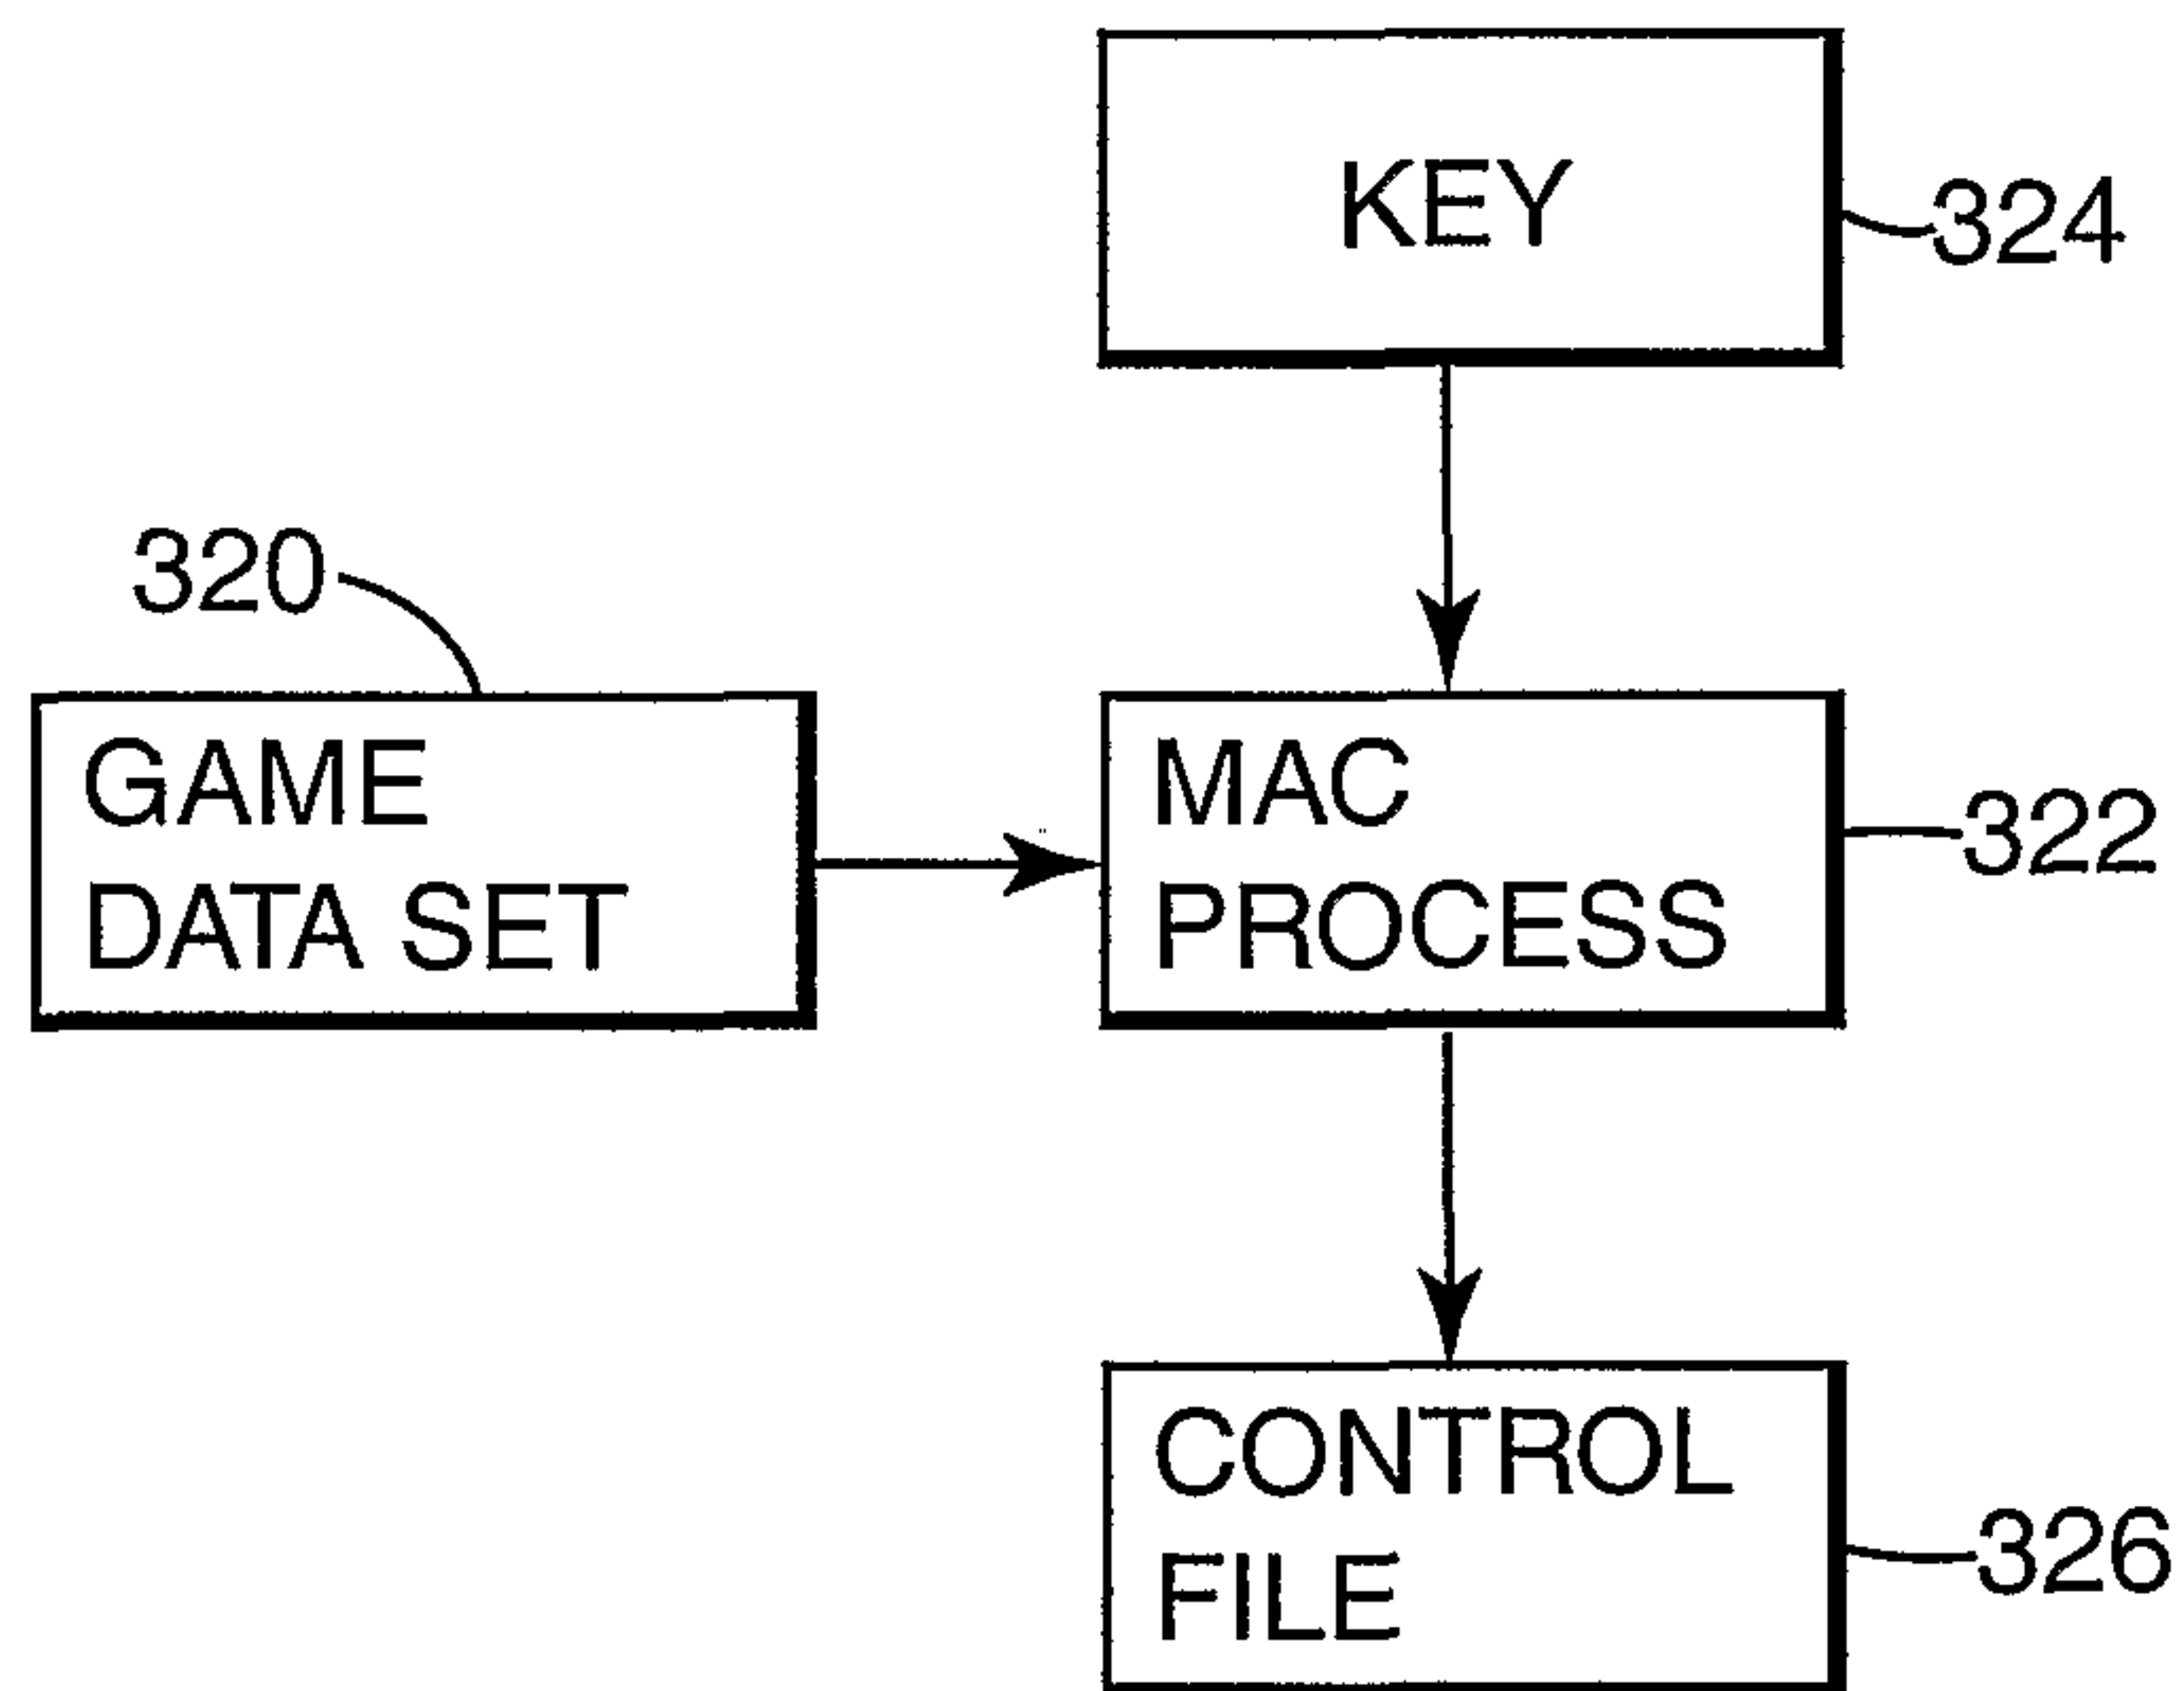 KEY
324
320
GAME
DATA SET
MAC
PROCESS
322
CONTROL
FILE
326